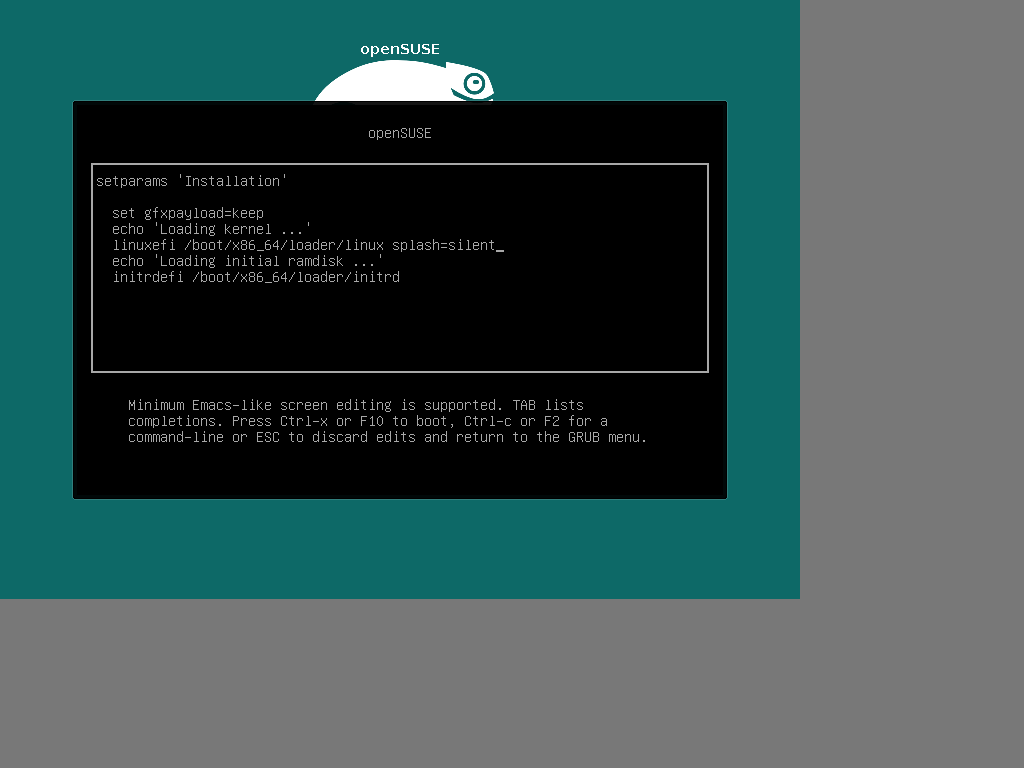 openSUSE
openSUSE
setparams 'Installation'
set gfxpayload=keep
echo 'Loading kernel ...'
linuxefi /boot/x86_64/loader/linux splash=silent_
echo 'Loading initial ramdisk ...'
initrdefi /boot/x86_64/loader/initrd
Minimum Emacs-like screen editing is supported. TAB lists
completions. Press Ctrl-x or F10 to boot, Ctrl-c or F2 for a
command-line or ESC to discard edits and return to the GRUB menu.